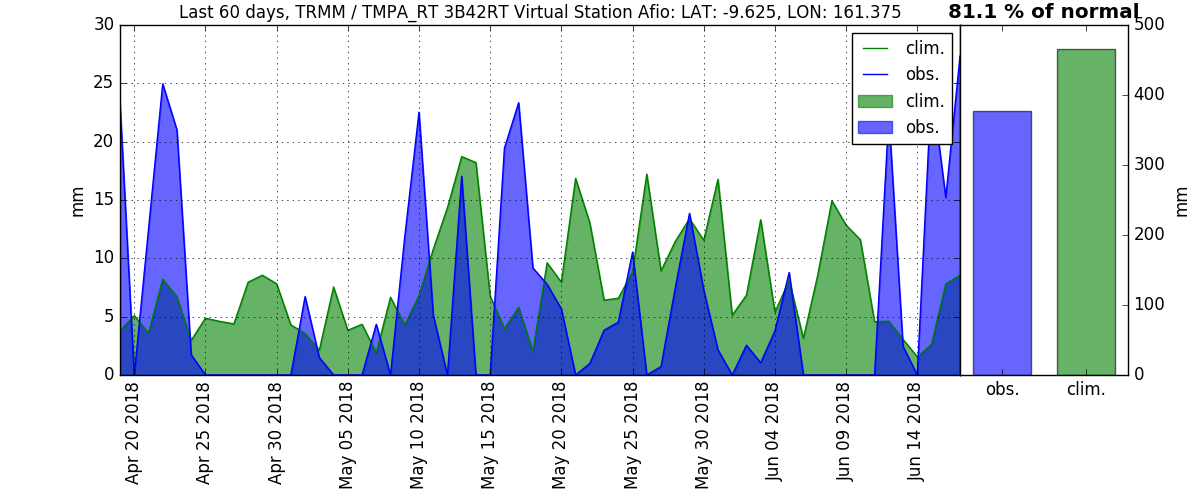 Last 60 days, TRMM / TMPA_RT 3B42RT Virtual Station Afio: LAT: -9.625, LON: 161.375
81.1 % of normal
30
25
20
15
10
5
0
mm
clim.
obs.
clim.
obs.
500
400
300
200
100
0
mm
obs.
clim.
Apr 20 2018
Apr 25 2018
Apr 30 2018
May 05 2018
May 10 2018
May 15 2018
May 20 2018
May 25 2018
May 30 2018
Jun 04 2018
Jun 09 2018
Jun 14 2018